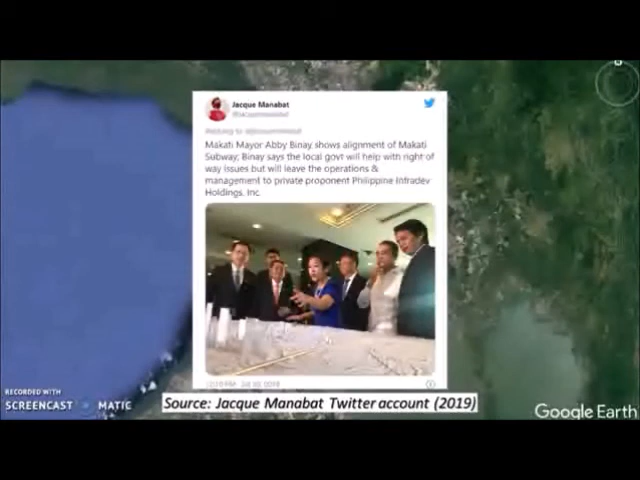 Jacque Manabat
Makati Mayor Abby Binay shows alignment of Makati
Subway; Binay says the local govt will help with right of
way issues but will leave the operations &
management to private proponent Philippine Infradev
Holdings, Inc.
RECORDED WITH
SCREENCAST MATIC
Source: Jacque Manabat Twitter account (2019)
Google Earth